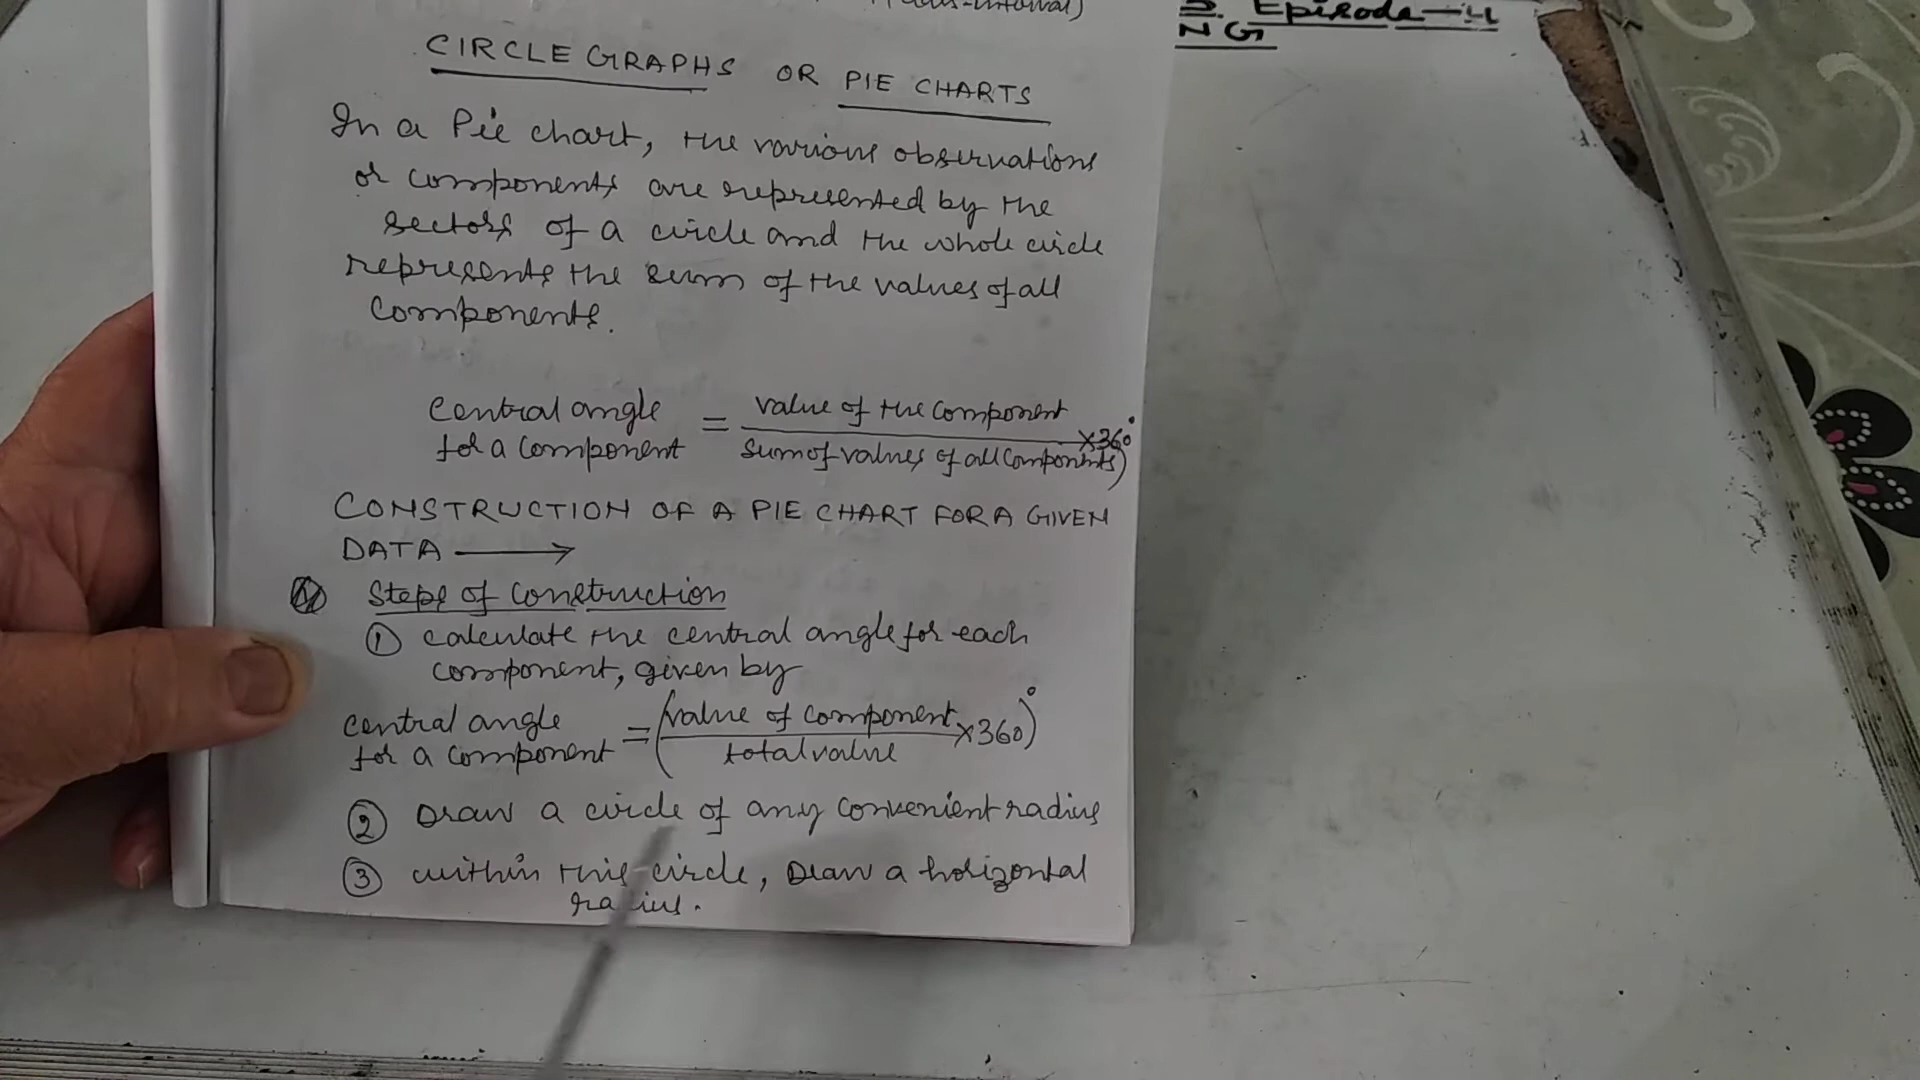 Episode-4
NG
CIRCLE GRAPHS OR PIE CHARTS
In a Pie chart, the various observations
or components are represented by the
sectors of a circle and the whole circle
represents the sum of the values of all
components.
Central angle for a component = value of the component / Sum of values of all components) ×360°
CONSTRUCTION OF A PIE CHART FOR A GIVEN
DATA ⟶
Steps of construction
① calculate the central angle for each
component, given by
central angle for a component = (value of component / total value ×360)°
② Draw a circle of any convenient radius
③ within this circle, Draw a horizontal
radius.